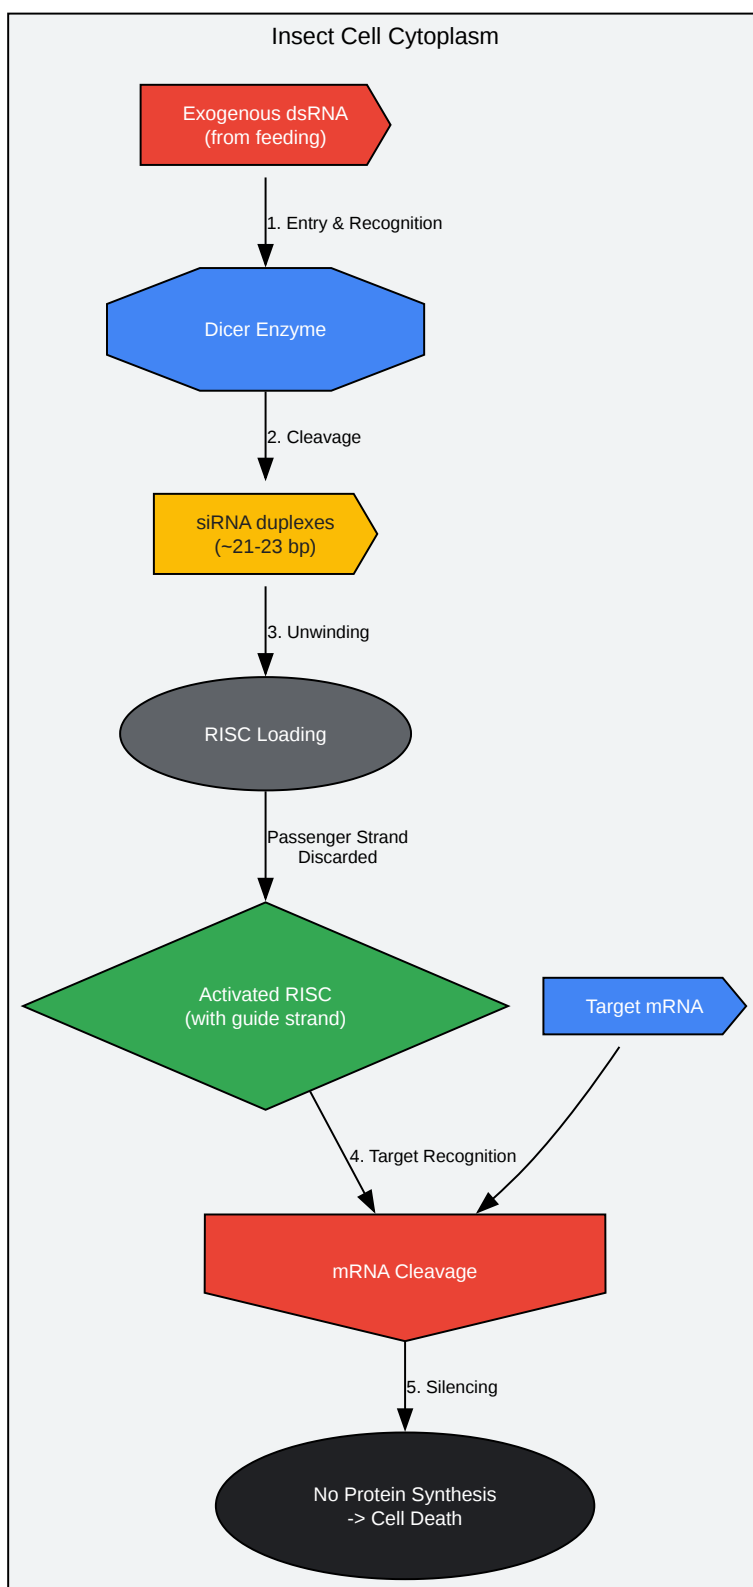 Insect Cell Cytoplasm
Exogenous dsRNA
(from feeding)
1. Entry & Recognition
Dicer Enzyme
2. Cleavage
siRNA duplexes
(~21-23 bp)
3. Unwinding
RISC Loading
Passenger Strand
Discarded
Activated RISC
(with guide strand)
Target mRNA
4. Target Recognition
mRNA Cleavage
5. Silencing
No Protein Synthesis
-> Cell Death